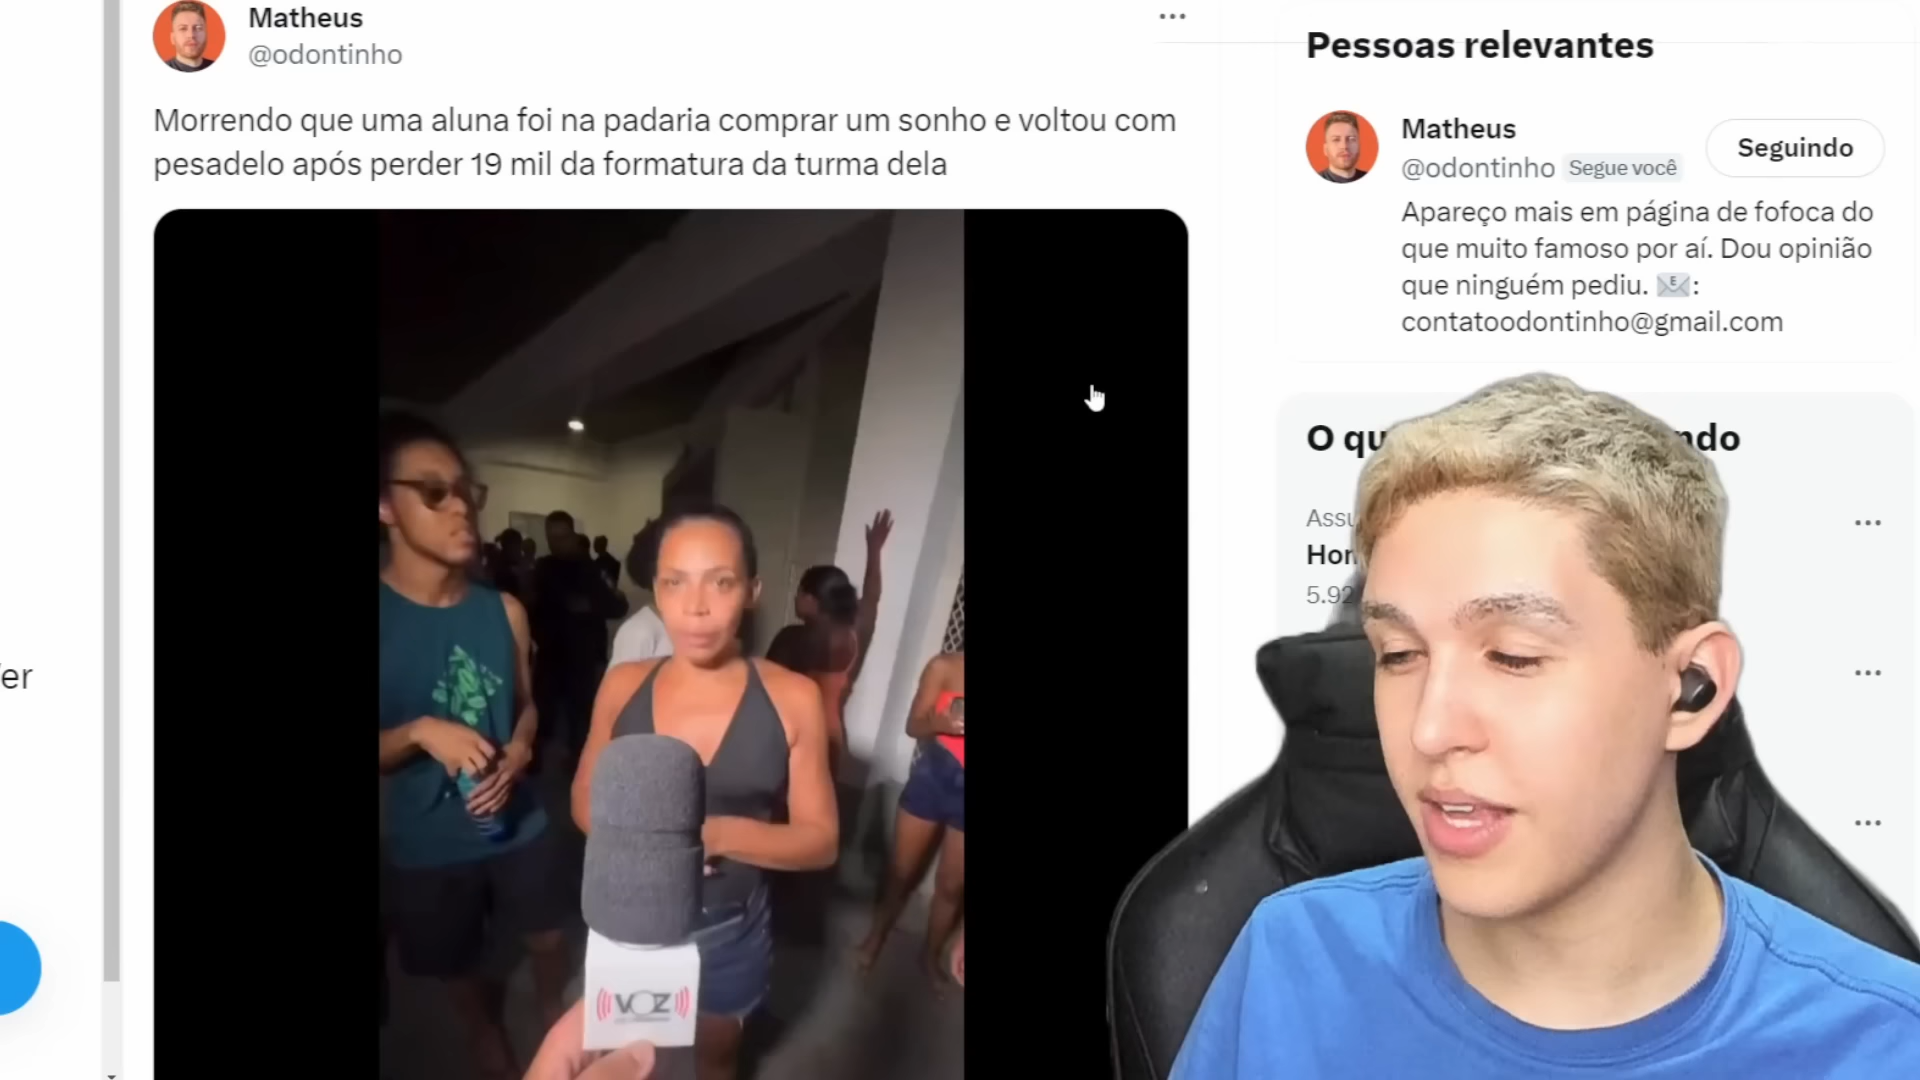 Matheus
@odontinho
Morrendo que uma aluna foi na padaria comprar um sonho e voltou com
pesadelo após perder 19 mil da formatura da turma dela
VOZ
Pessoas relevantes
Matheus
@odontinho Segue você
Seguindo
Apareço mais em página de fofoca do
que muito famoso por aí. Dou opinião
que ninguém pediu. 📧:
contatoodontinho@gmail.com
O qu ndo
Assu
Hor
5.92
er